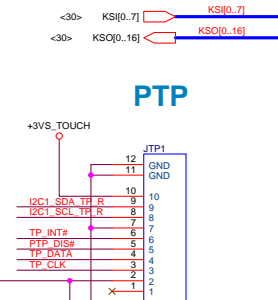 <30> KSI[0..7] KSI[0..7]
<30> KSO[0..16] KSO[0..16]
PTP
+3VS_TOUCH
JTP1
12 GND
11 GND
10 10
I2C1_SDA_TP_R 9 9
I2C1_SCL_TP_R 8 8
7 7
TP_INT# 6 6
PTP_DIS# 5 5
TP_DATA 4 4
TP_CLK 3 3
2 2
1 1